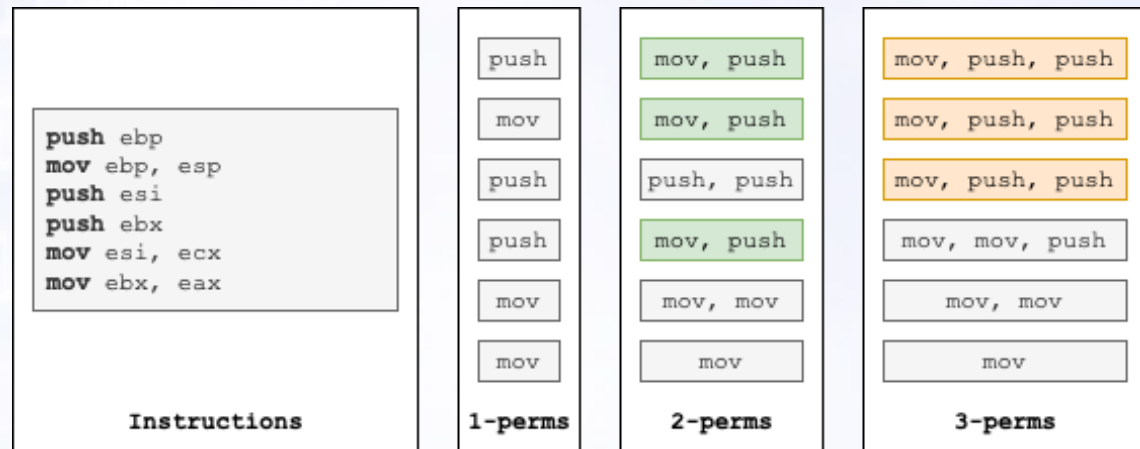 push ebp
mov ebp, esp
push esi
push ebx
mov esi, ecx
mov ebx, eax
Instructions
push
mov
push
push
mov
mov
1-perms
mov, push
mov, push
push, push
mov, push
mov, mov
mov
2-perms
mov, push, push
mov, push, push
mov, push, push
mov, mov, push
mov, mov
mov
3-perms